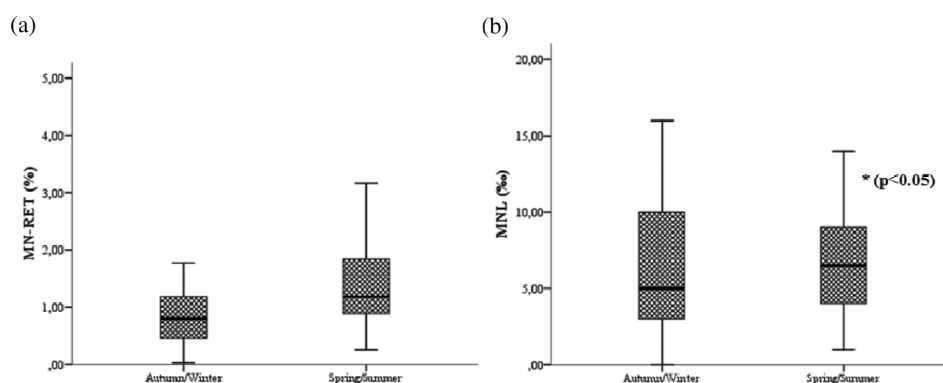 (a)
MN-RET (%)
5,00
4,00
3,00
2,00
1,00
,00
Autumn/Winter
Spring/Summer
(b)
MNL (‰)
20,00
15,00
10,00
5,00
,00
* (p<0.05)
Autumn/Winter
Spring/Summer